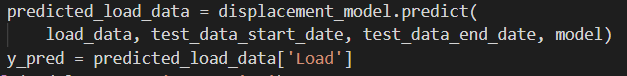 predicted_load_data = displacement_model.predict(
    load_data, test_data_start_date, test_data_end_date, model)
y_pred = predicted_load_data['Load']